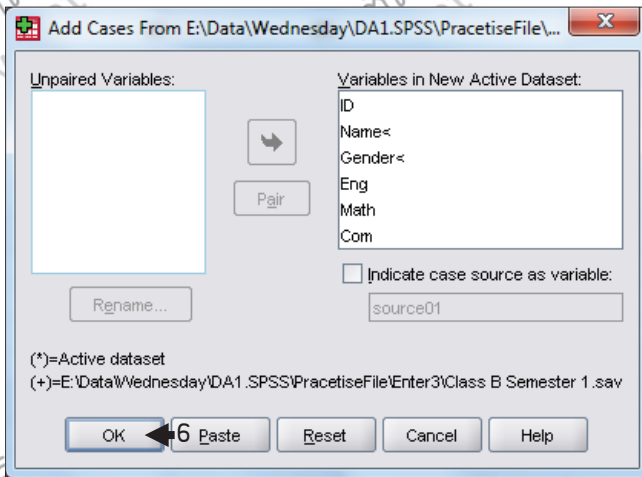 Add Cases From E:\Data\Wednesday\DA1.SPSS\PracetiseFile\...
Unpaired Variables:
Variables in New Active Dataset:
ID
Name<
Gender<
Eng
Math
Com
Pair
Rename...
Indicate case source as variable:
source01
(*)=Active dataset
(+)=E:\Data\Wednesday\DA1.SPSS\PracetiseFile\Enter3\Class B Semester 1.sav
OK 6 Paste Reset Cancel Help